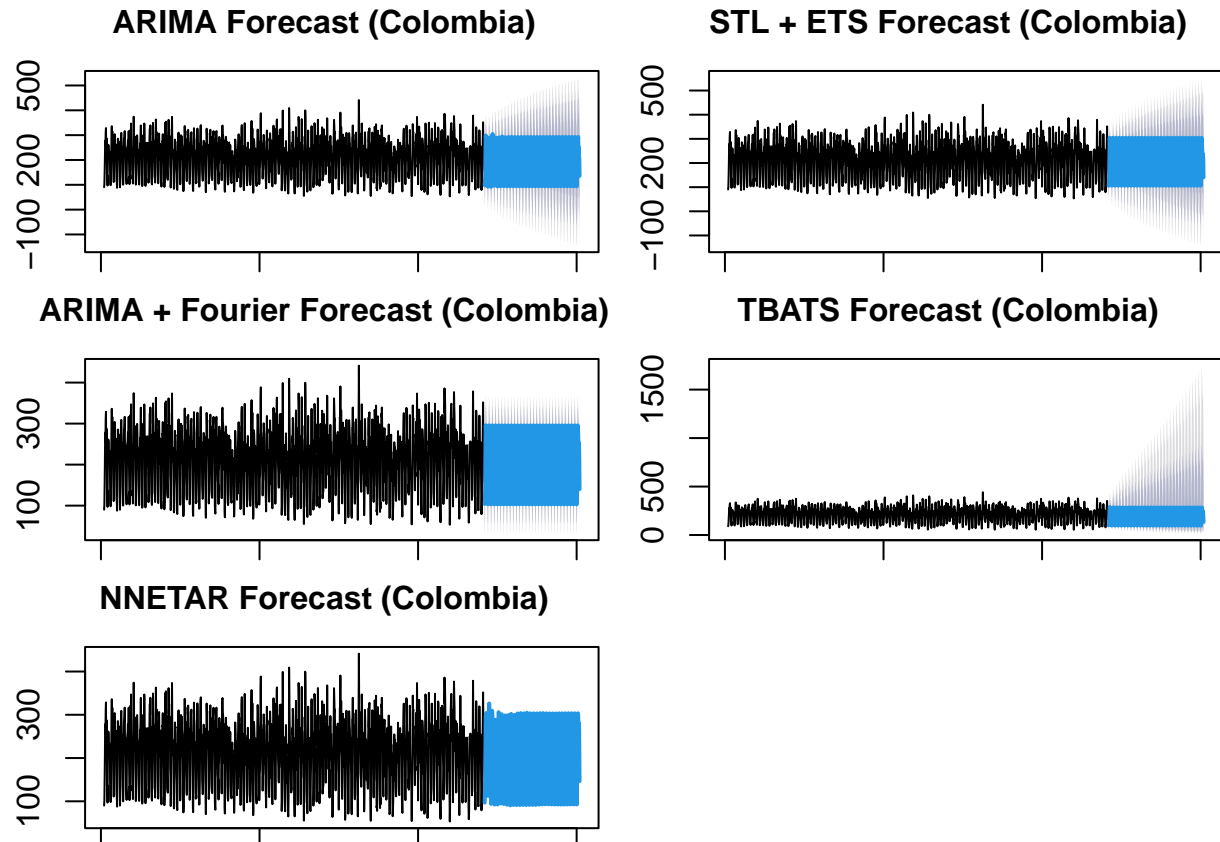 ARIMA Forecast (Colombia)
−100 200 500
STL + ETS Forecast (Colombia)
−100 200 500
ARIMA + Fourier Forecast (Colombia)
100 300
TBATS Forecast (Colombia)
0 500 1500
NNETAR Forecast (Colombia)
100 300